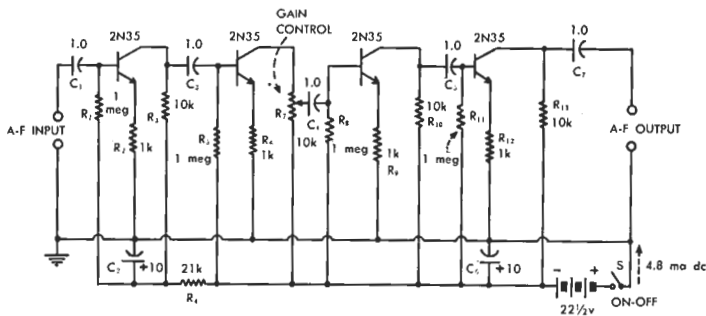 GAIN
CONTROL
2N35
2N35
2N35
2N35
1.0
1.0
1.0
1.0
1.0
C1
C2
C4
C5
C7
1
meg
R1
R2
1k
R3
10k
R5
1 meg
R6
1k
R7
10k
R8
1 meg
1k
R9
10k
R10
R11
1 meg
R12
1k
R13
10k
A-F INPUT
A-F OUTPUT
+10
21k
R4
+10
- +
S
22½v
ON-OFF
4.8 ma dc